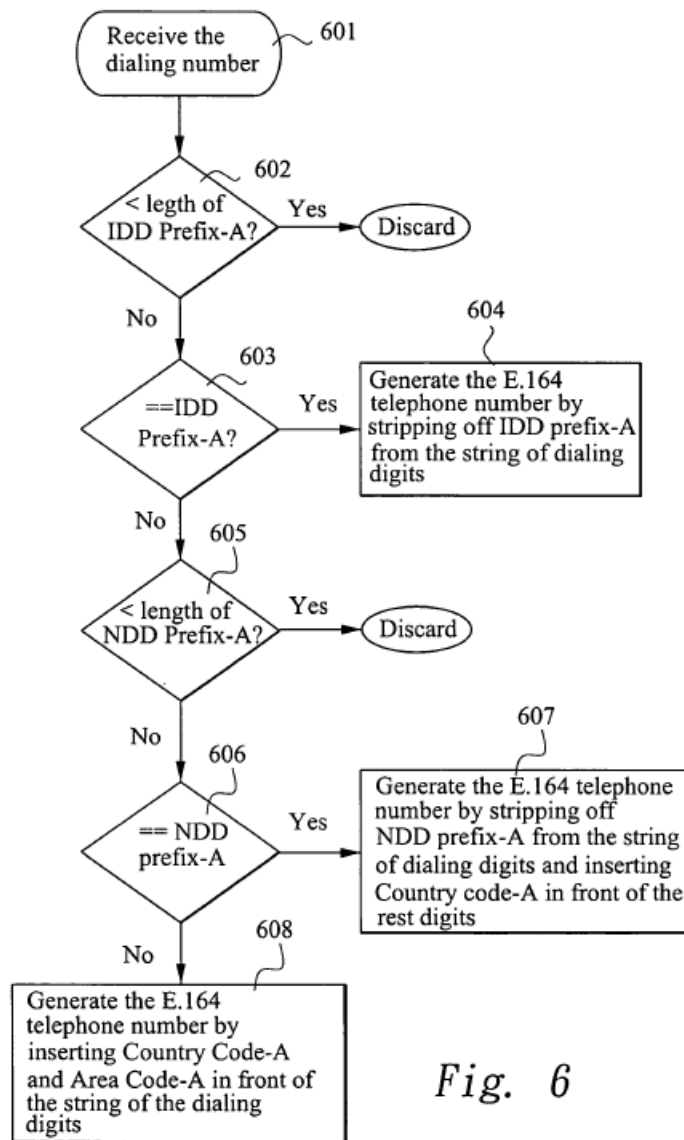 Receive the
dialing number
601
602
< legth of
IDD Prefix-A?
Yes
Discard
No
603
==IDD
Prefix-A?
Yes
604
Generate the E.164
telephone number by
stripping off IDD prefix-A
from the string of dialing
digits
No
605
< length of
NDD Prefix-A?
Yes
Discard
No
606
== NDD
prefix-A
Yes
607
Generate the E.164 telephone
number by stripping off
NDD prefix-A from the string
of dialing digits and inserting
Country code-A in front of the
rest digits
No
608
Generate the E.164
telephone number by
inserting Country Code-A
and Area Code-A in front of
the string of the dialing
digits
Fig. 6